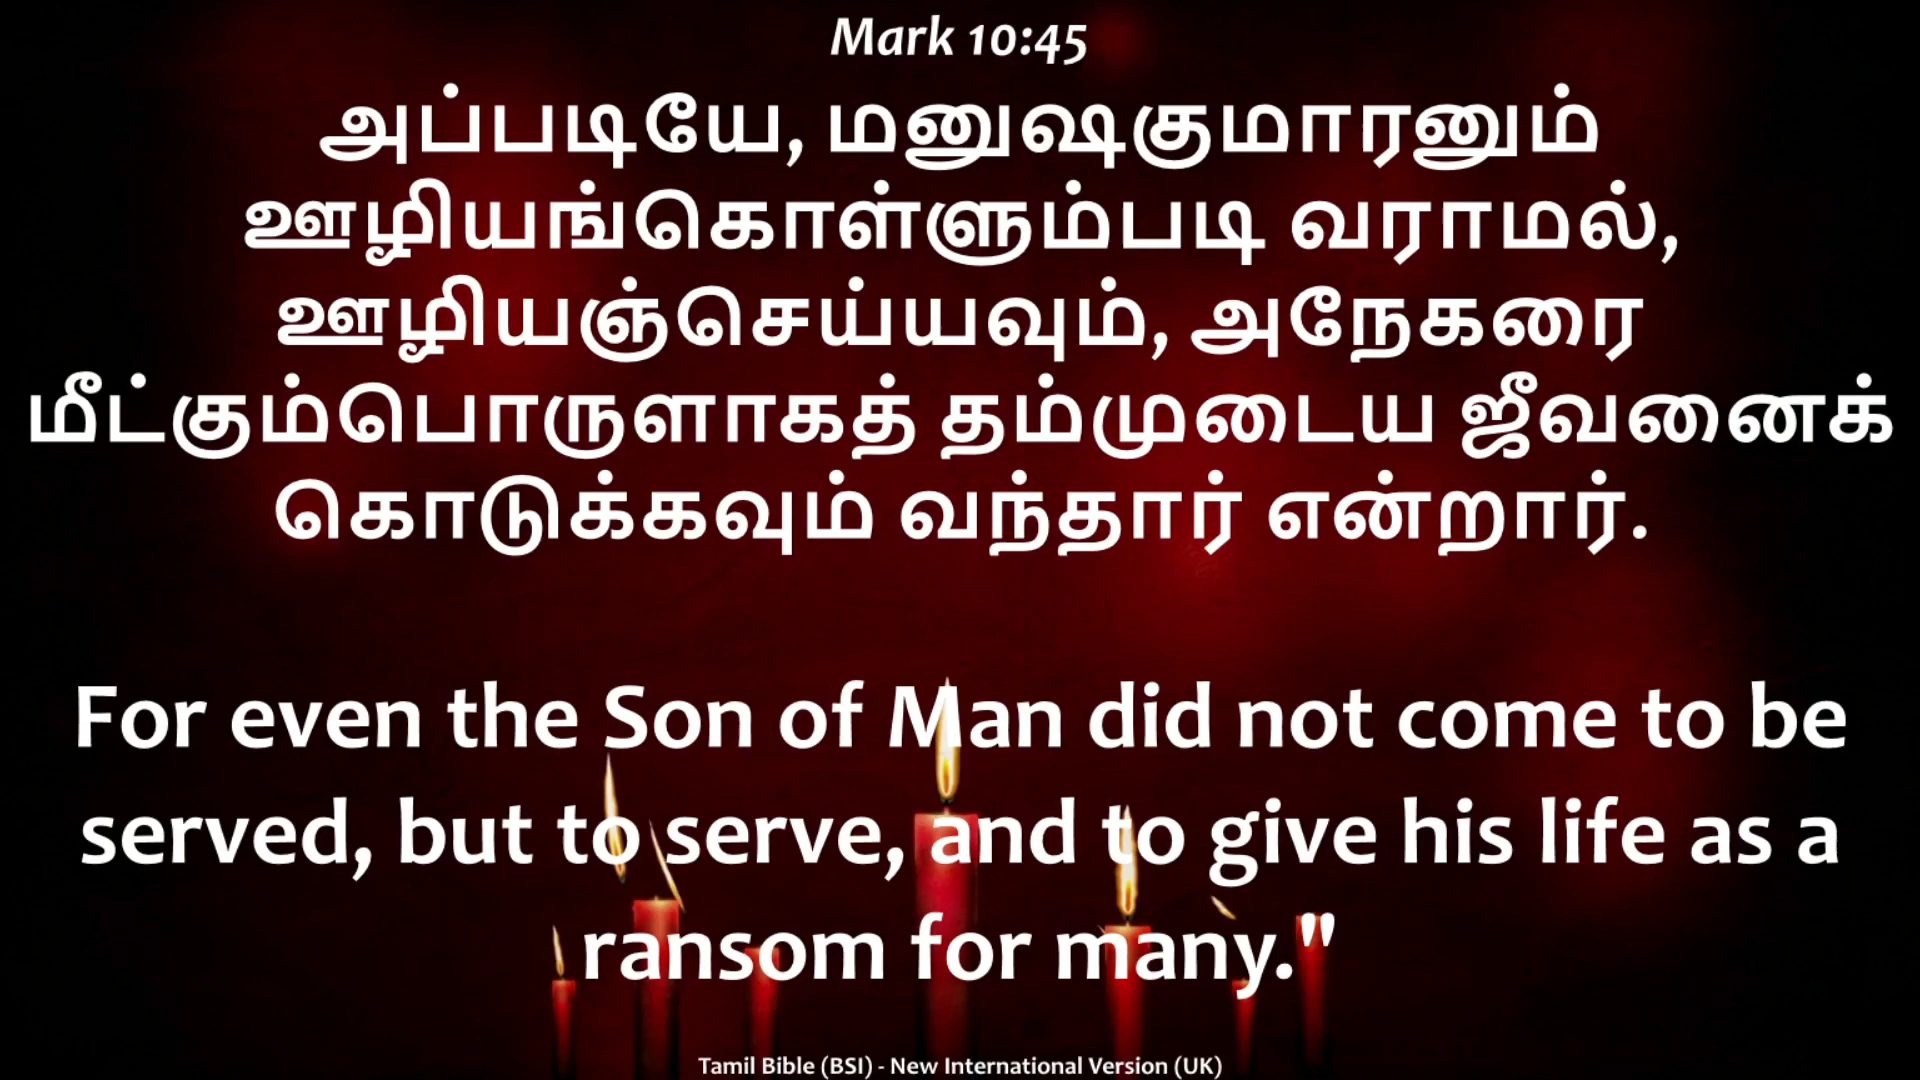 Mark 10:45
அப்படியே, மனுஷகுமாரனும்
ஊழியங்கொள்ளும்படி வராமல்,
ஊழியஞ்செய்யவும், அநேகரை
மீட்கும்பொருளாகத் தம்முடைய ஜீவனைக்
கொடுக்கவும் வந்தார் என்றார்.
For even the Son of Man did not come to be
served, but to serve, and to give his life as a
ransom for many."
Tamil Bible (BSI) - New International Version (UK)